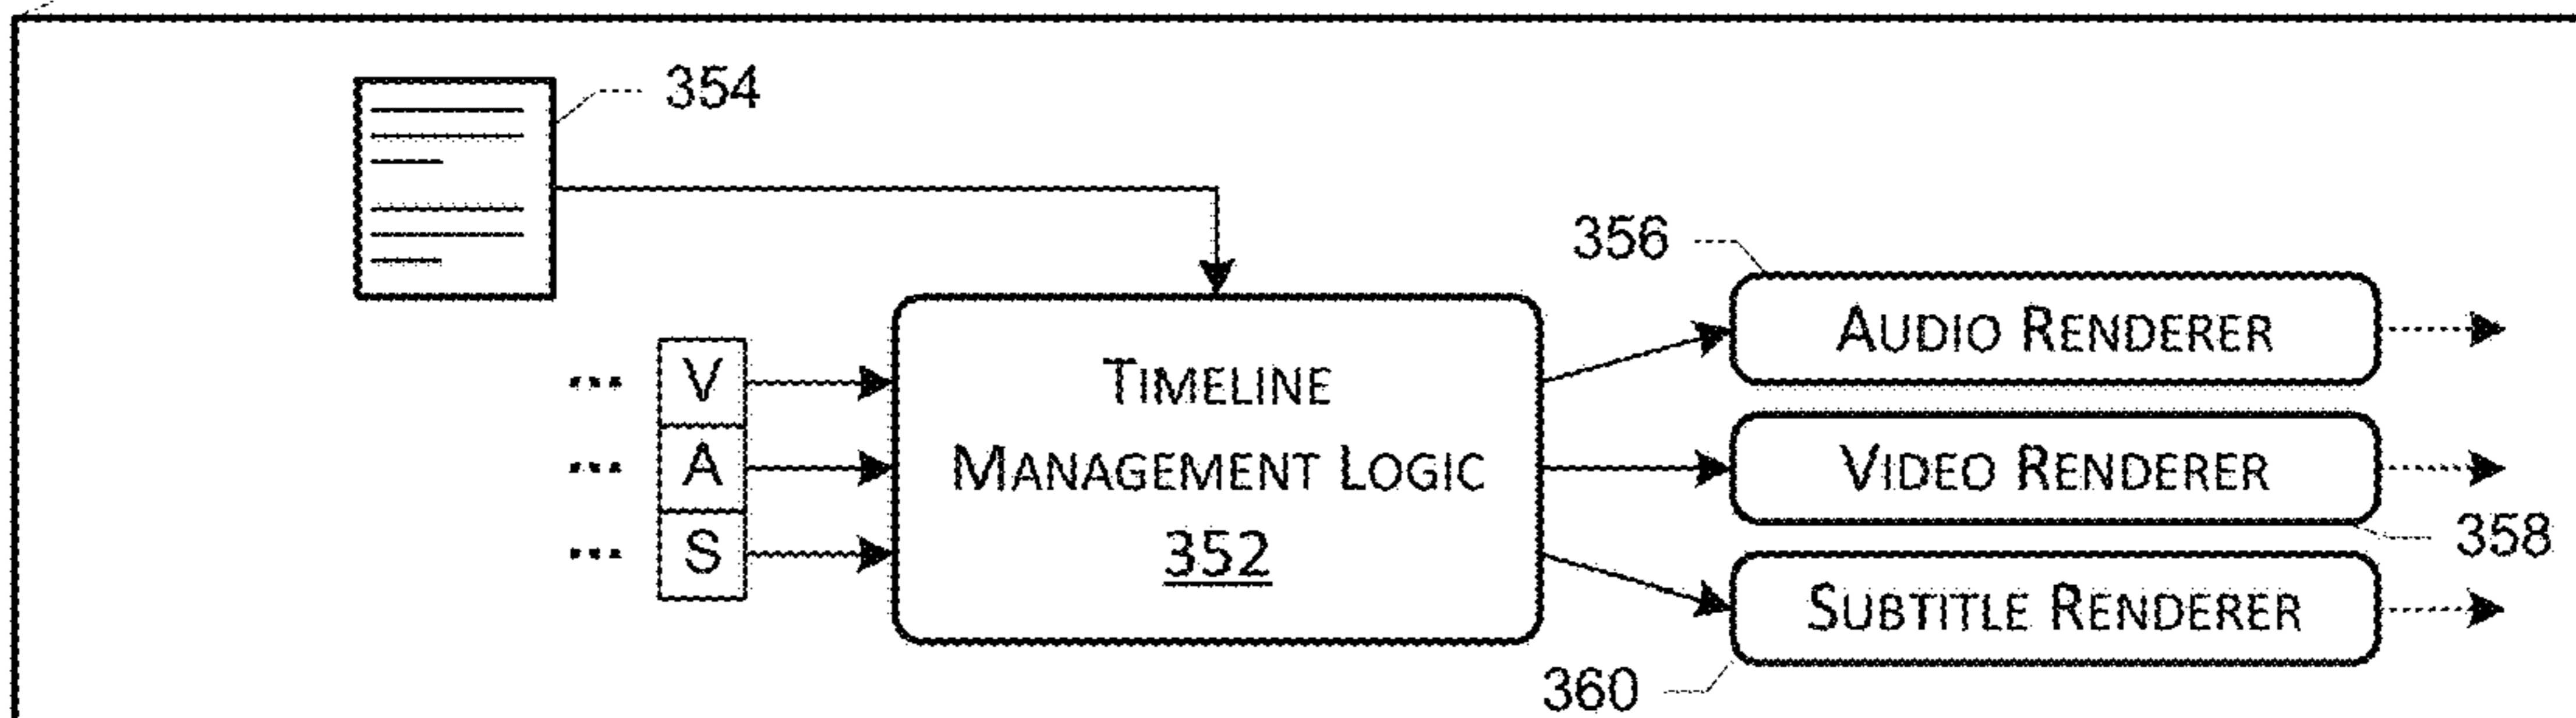 354
356
AUDIO RENDERER
... V
TIMELINE
... A
MANAGEMENT LOGIC
VIDEO RENDERER
... S
352
358
SUBTITLE RENDERER
360